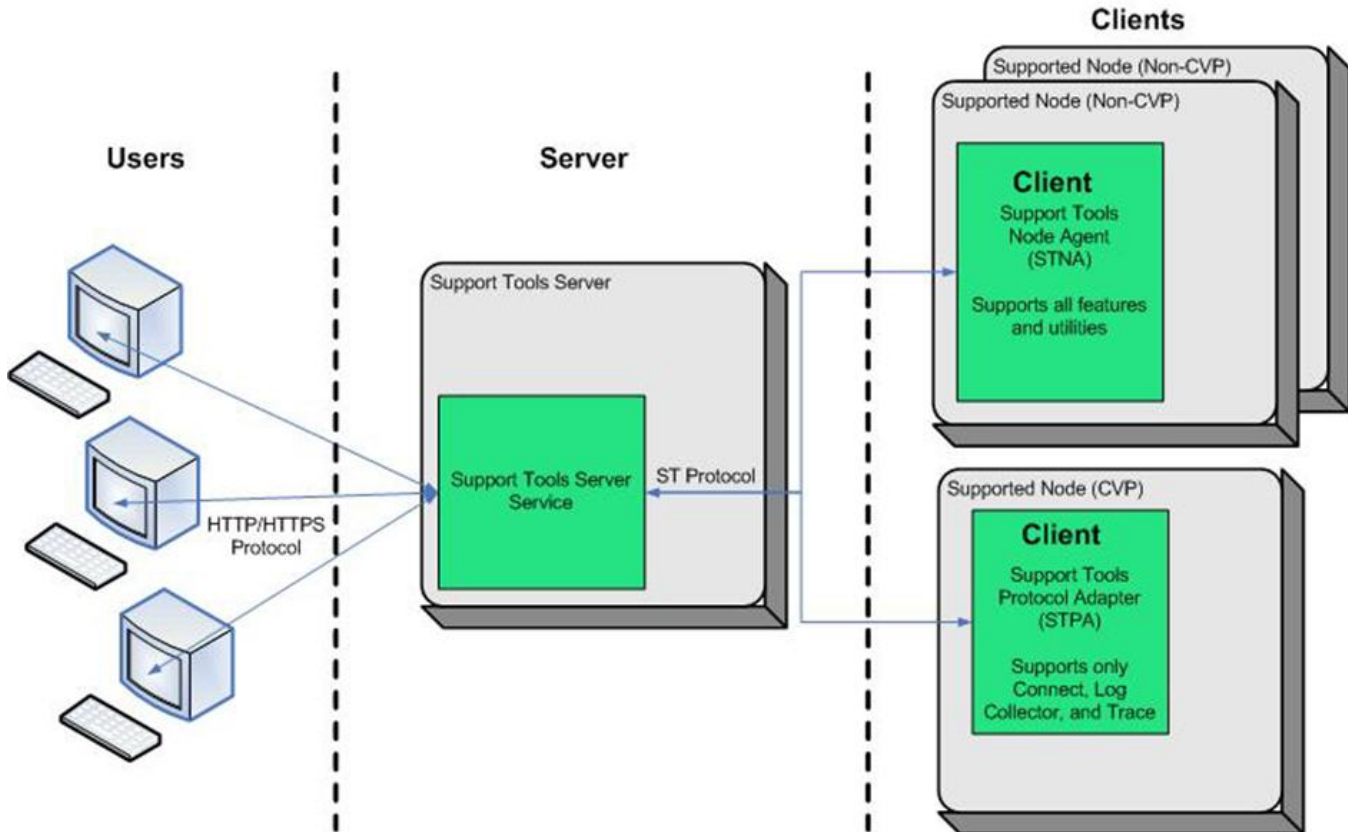 Clients
Supported Node (Non-CVP)
Supported Node (Non-CVP)
Users
Server
Client
Support Tools
Node Agent
(STNA)
Supports all features
and utilities
Support Tools Server
Support Tools Server
Service
ST Protocol
HTTP/HTTPS
Protocol
Supported Node (CVP)
Client
Support Tools
Protocol Adapter
(STPA)
Supports only
Connect, Log
Collector, and Trace